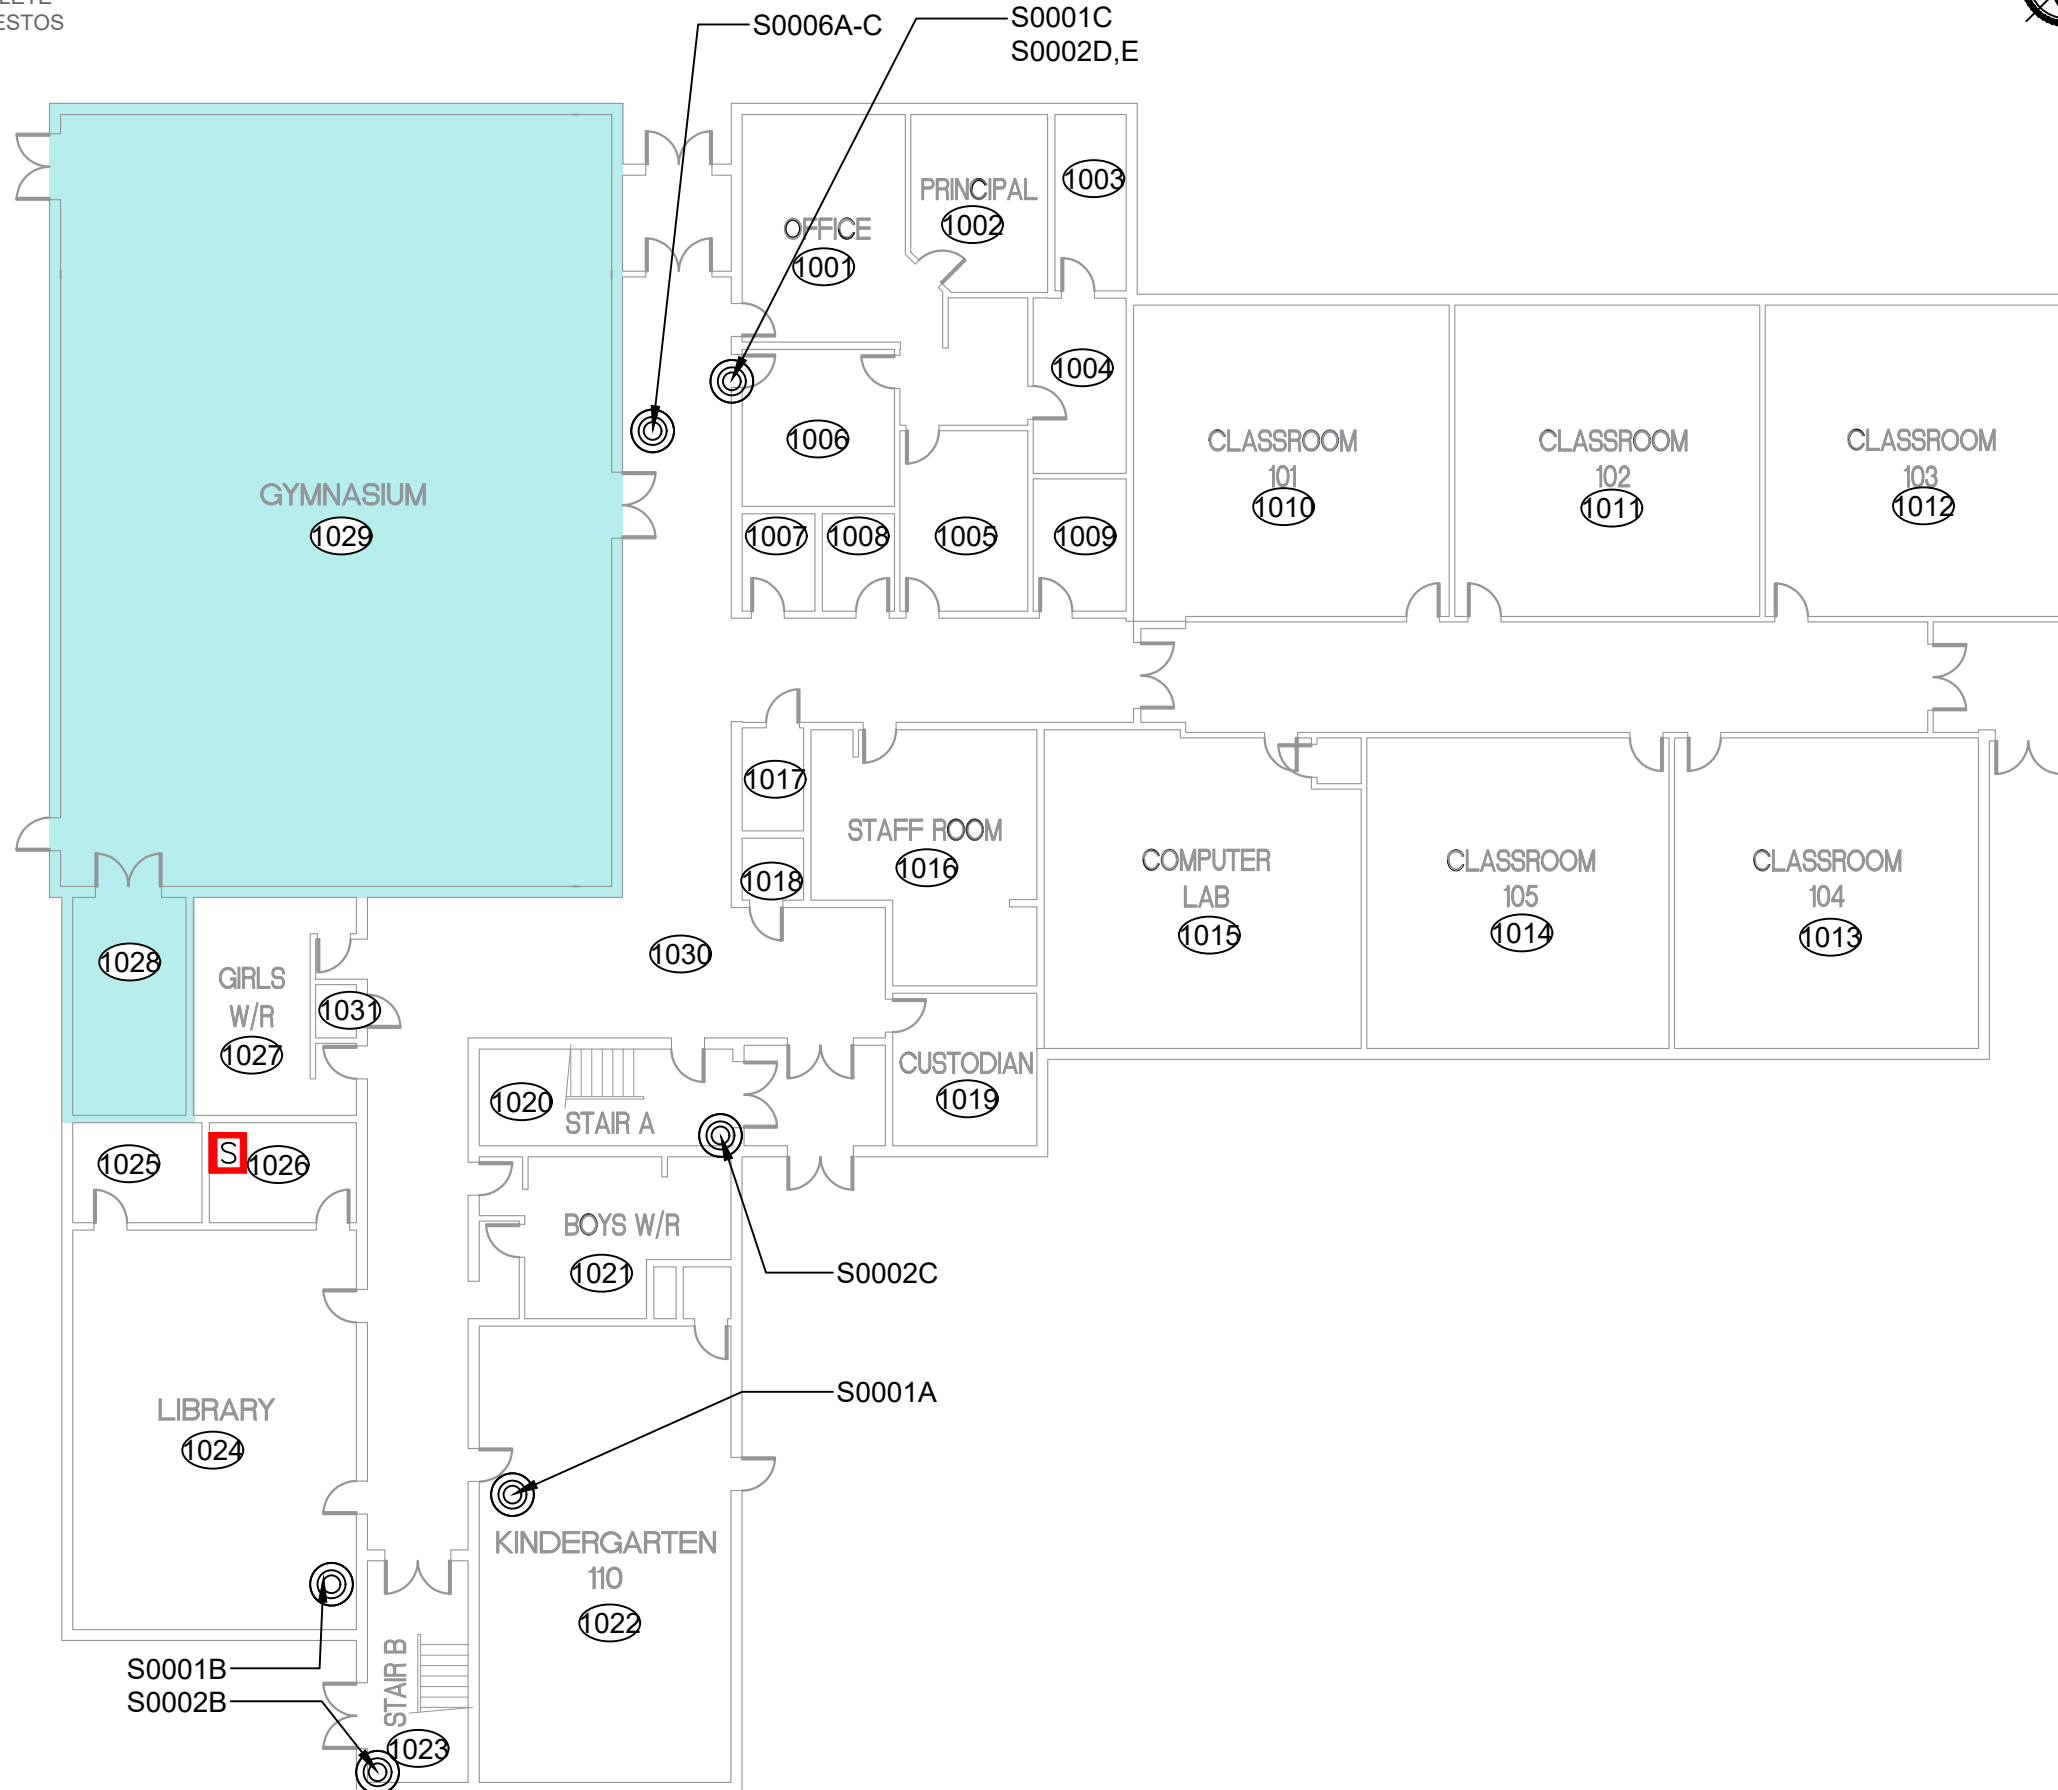 ESTOS
S0006A-C
S0001C
S0002D,E
OFFICE
1001
PRINCIPAL
1002
1003
1004
1006
1007
1008
1005
1009
GYMNASIUM
1029
CLASSROOM
101
1010
CLASSROOM
102
1011
CLASSROOM
103
1012
1017
1018
STAFF ROOM
1016
COMPUTER
LAB
1015
CLASSROOM
105
1014
CLASSROOM
104
1013
1028
GIRLS
W/R
1027
1031
1030
1020
STAIR A
CUSTODIAN
1019
1025
S
1026
BOYS W/R
1021
S0002C
S0001A
LIBRARY
1024
KINDERGARTEN
110
1022
S0001B
S0002B
STAIR B
1023